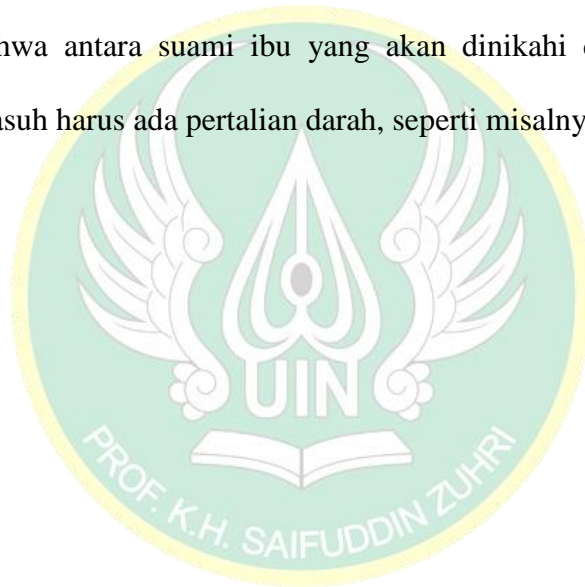 hwa antara suami ibu yang akan dinikahi
asuh harus ada pertalian darah, seperti misalny
UIN
PROF. K.H. SAIFUDDIN ZUHRI